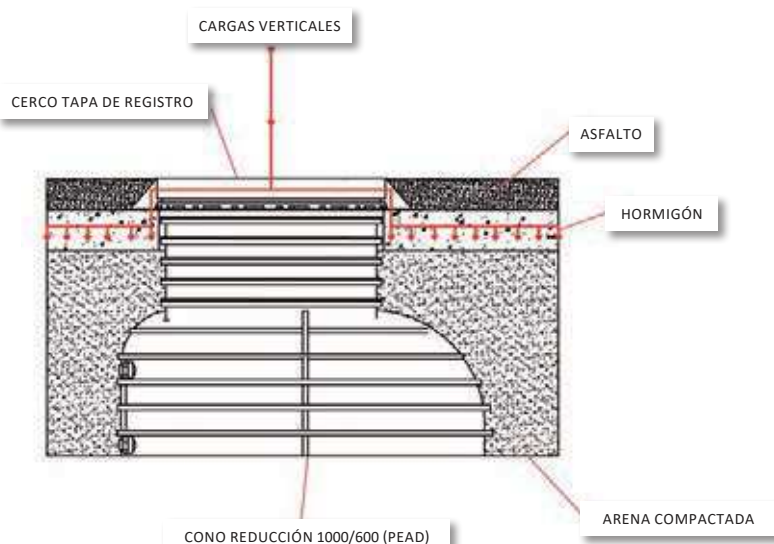 CARGAS VERTICALES
CERCO TAPA DE REGISTRO
ASFALTO
HORMIGÓN
ARENA COMPACTADA
CONO REDUCCIÓN 1000/600 (PEAD)